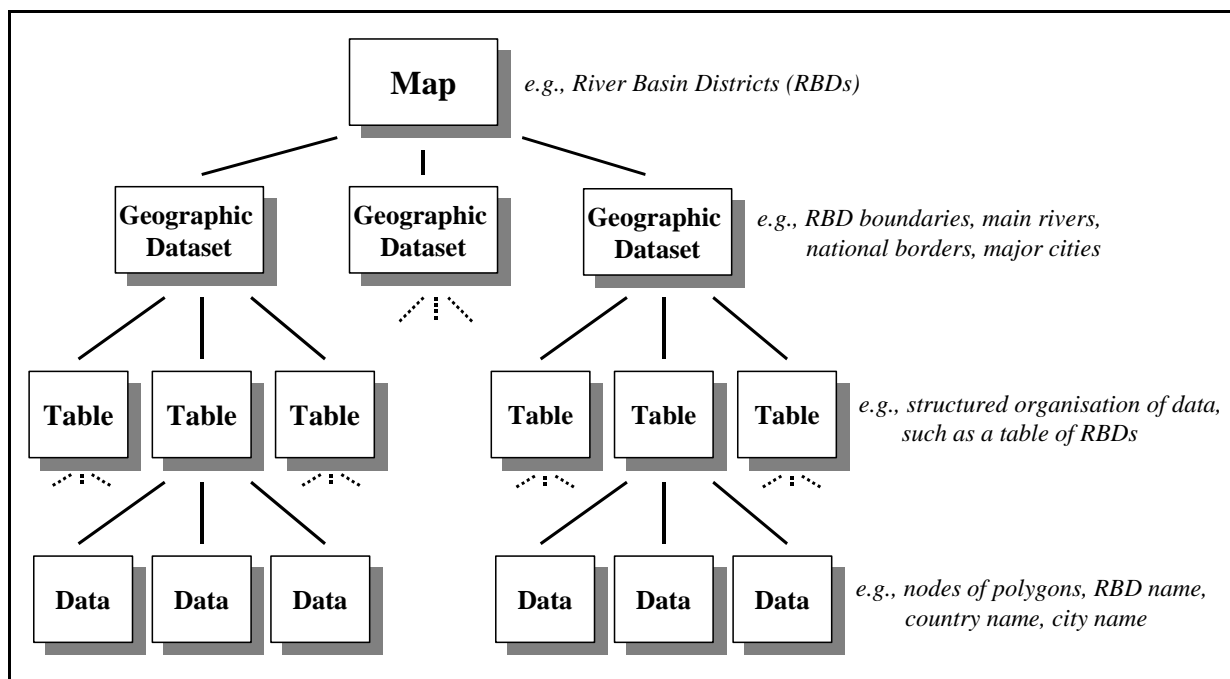 Map
e.g., River Basin Districts (RBDs)
Geographic
Dataset
Geographic
Dataset
Geographic
Dataset
e.g., RBD boundaries, main rivers,
national borders, major cities
Table
Table
Table
Table
Table
Table
e.g., structured organisation of data,
such as a table of RBDs
Data
Data
Data
Data
Data
Data
e.g., nodes of polygons, RBD name,
country name, city name